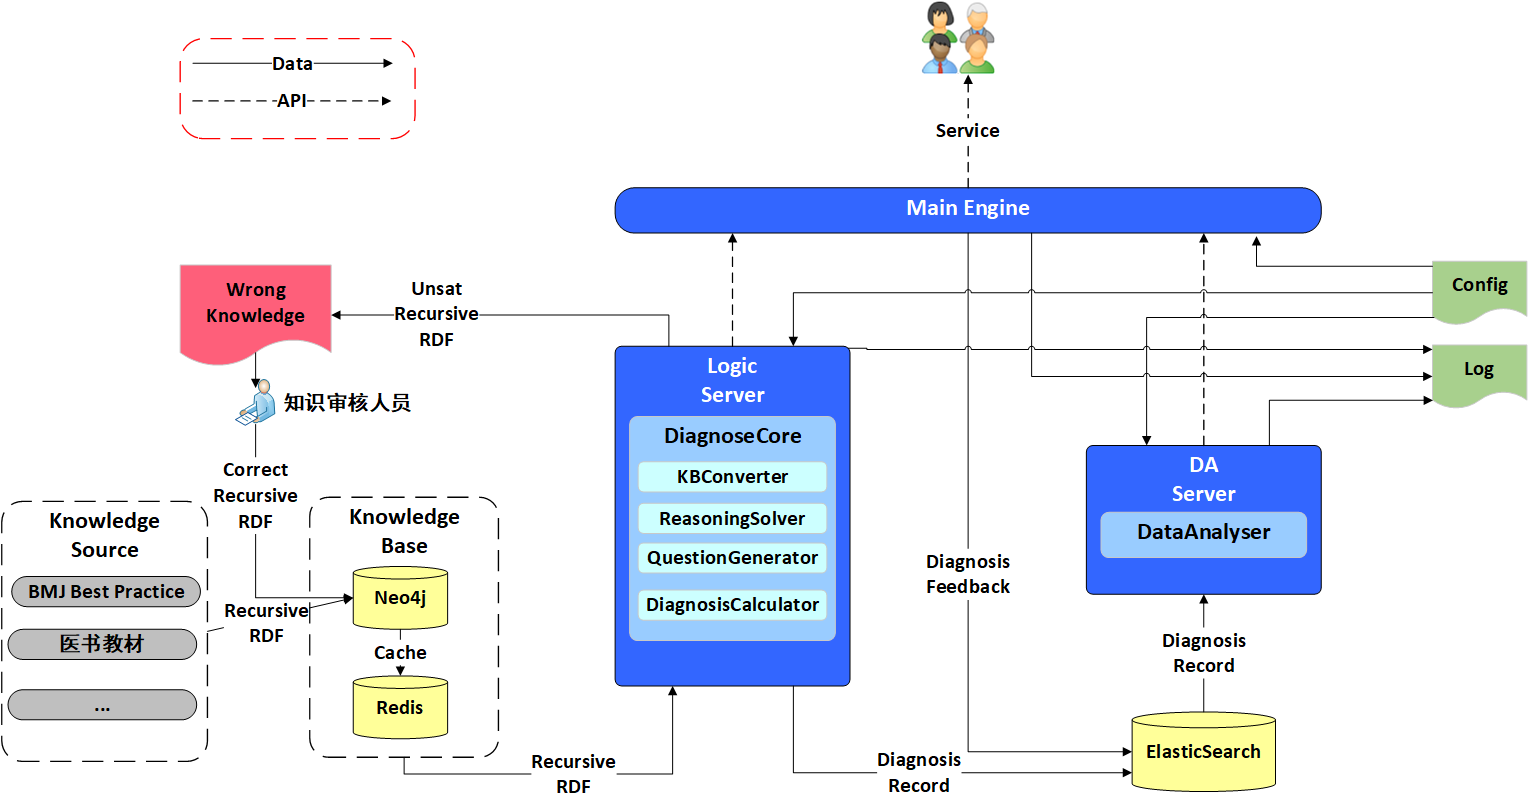 Data
API
Service
Main Engine
Wrong
Knowledge
Unsat
Recursive
RDF
Config
Log
知识审核人员
Correct
Recursive
RDF
Knowledge
Source
BMJ Best Practice
医书教材
...
Recursive
RDF
Knowledge
Base
Neo4j
Cache
Redis
Recursive
RDF
Logic
Server
DiagnoseCore
KBConverter
ReasoningSolver
QuestionGenerator
DiagnosisCalculator
Diagnosis
Feedback
DA
Server
DataAnalyser
Diagnosis
Record
Diagnosis
Record
ElasticSearch